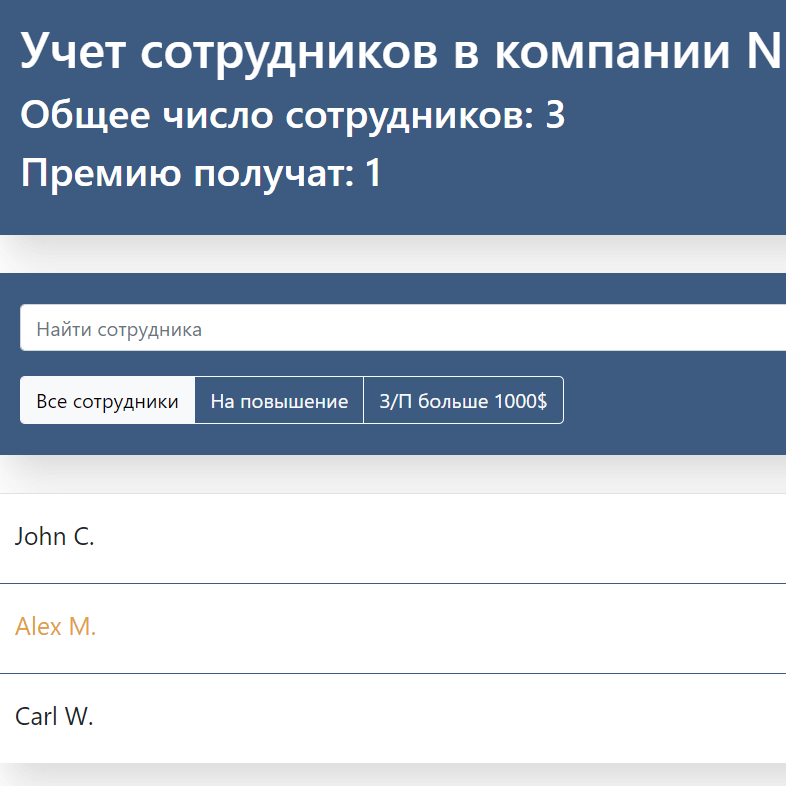 Учет сотрудников в компании N
Общее число сотрудников: 3
Премию получат: 1
Найти сотрудника
Все сотрудники На повышение З/П больше 1000$
John C.
Alex M.
Carl W.